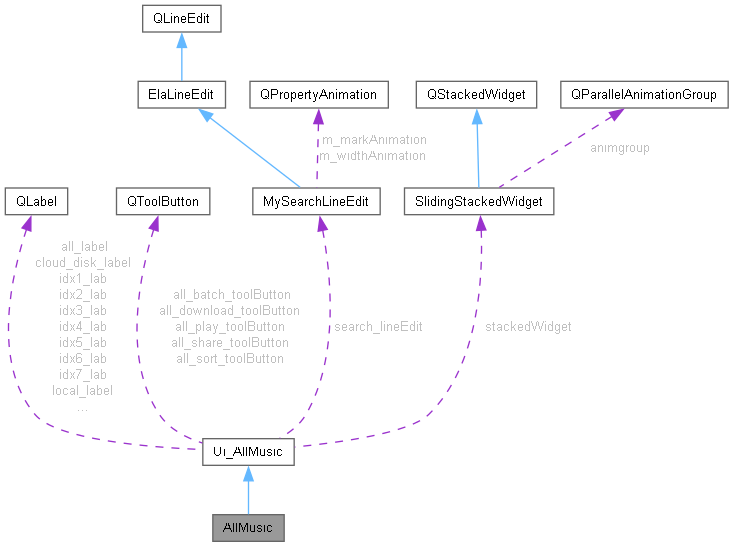 QLineEdit
ElaLineEdit
QPropertyAnimation
QStackedWidget
QParallelAnimationGroup
m_markAnimation
m_widthAnimation
animgroup
QLabel
QToolButton
MySearchLineEdit
SlidingStackedWidget
all_label
cloud_disk_label
idx1_lab
idx2_lab
idx3_lab
idx4_lab
idx5_lab
idx6_lab
idx7_lab
local_label
...
all_batch_toolButton
all_download_toolButton
all_play_toolButton
all_share_toolButton
all_sort_toolButton
search_lineEdit
stackedWidget
Ui_AllMusic
AllMusic